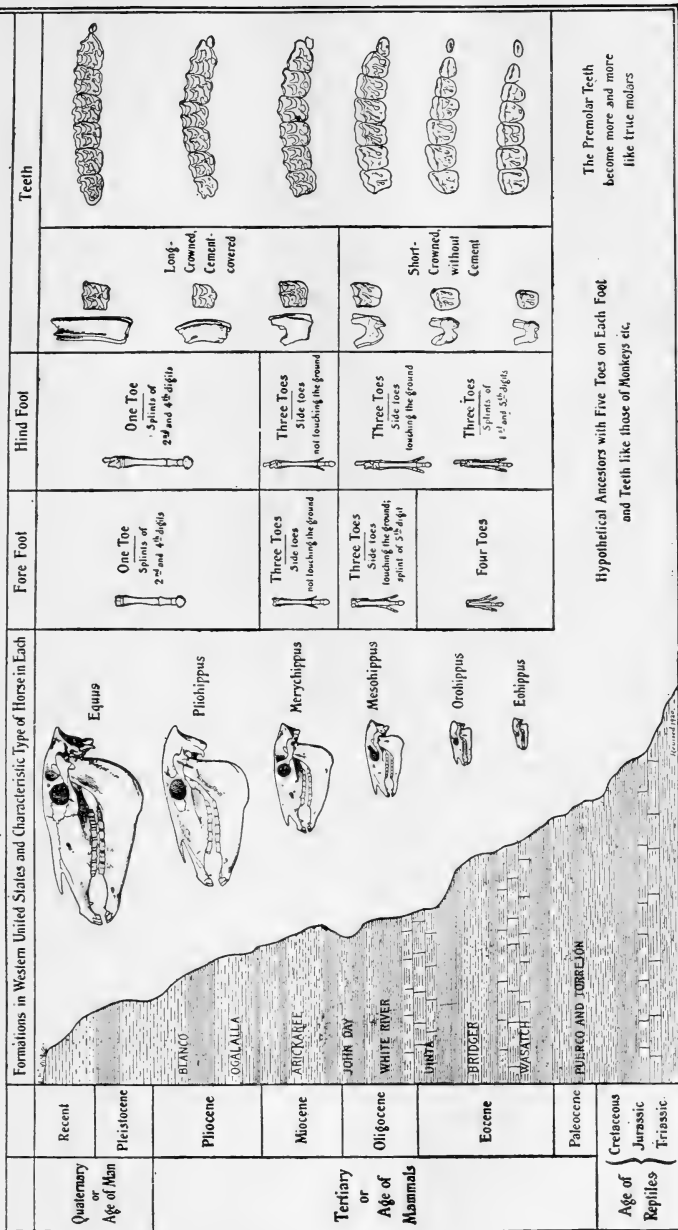 Formations in Western United States and Characteristic Type of Horse in Each
Fore Foot
Hind Foot
Teeth
Quaternary
or
Age of Man
Recent
Pleistocene
Tertiary
or
Age of
Mammals
Pliocene
Miocene
Oligocene
Eocene
Paleocene
Age of
Reptiles
Cretaceous
Jurassic
Triassic
BLANCO
OGALALLA
ARICKAREE
JOHN DAY
WHITE RIVER
UINTA
BRIDGER
WASATCH
PUERCO AND TORREJON
Equus
Pliohippus
Merychippus
Mesohippus
Orohippus
Eohippus
One Toe
Splints of
2nd and 4th digits
Three Toes
Side toes
not touching the ground
Three Toes
Side toes
touching the ground;
splint of 5th digit
Four Toes
One Toe
Splints of
2nd and 4th digits
Three Toes
Side toes
not touching the ground
Three Toes
Side toes
touching the ground
Three Toes
Splints of
1st and 5th digits
Long-
Crowned,
Cement-
covered
Short-
Crowned,
without
Cement
Hypothetical Ancestors with Five Toes on Each Foot
and Teeth like those of Monkeys etc.
The Premolar Teeth
become more and more
like true molars